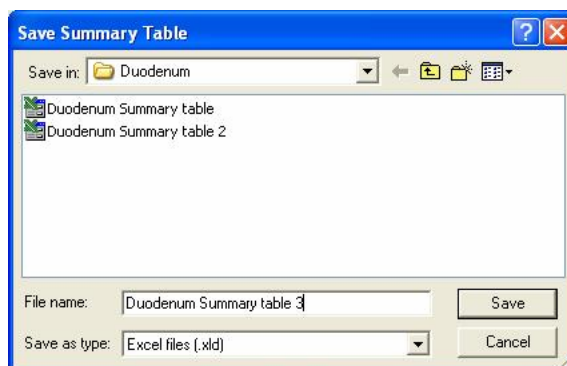 Save Summary Table
Save in: Duodenum
Duodenum Summary table
Duodenum Summary table 2
File name: Duodenum Summary table 3 Save
Save as type: Excel files (.xld) Cancel